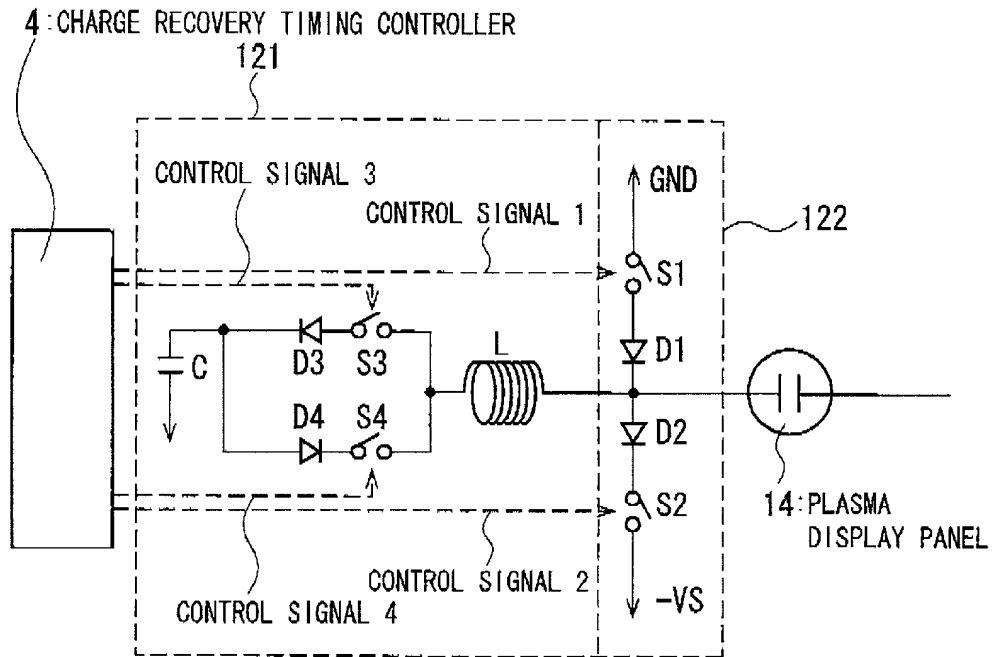 4:CHARGE RECOVERY TIMING CONTROLLER
121
CONTROL SIGNAL 3
CONTROL SIGNAL 1
GND
122
S1
C
D3
S3
L
D1
D4
S4
D2
S2
14:PLASMA
DISPLAY PANEL
CONTROL SIGNAL 2
-VS
CONTROL SIGNAL 4